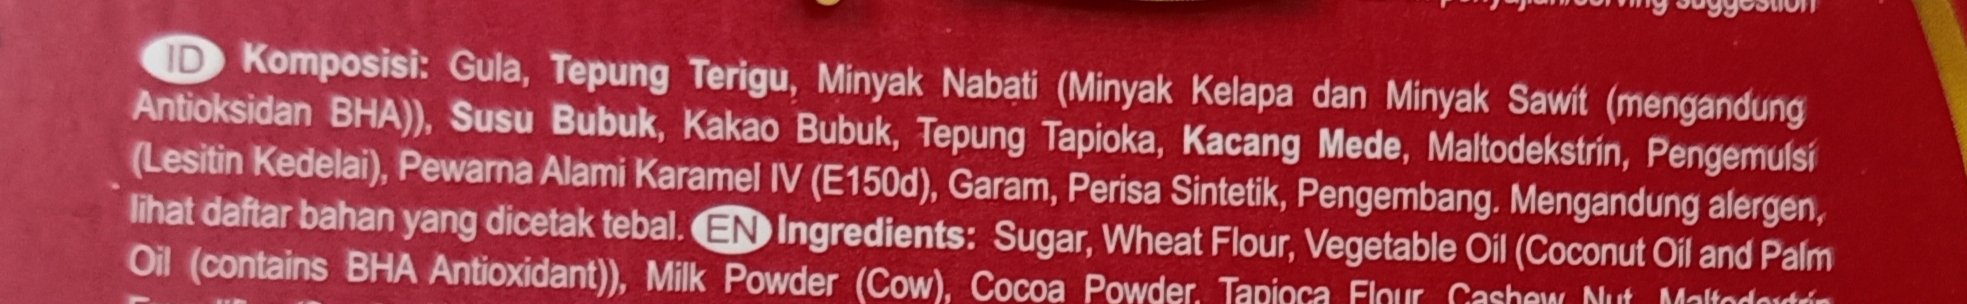 suggestion
ID Komposisi: Gula, Tepung Terigu, Minyak Nabati (Minyak Kelapa dan Minyak Sawit (mengandung
Antioksidan BHA)), Susu Bubuk, Kakao Bubuk, Tepung Tapioka, Kacang Mede, Maltodekstrin, Pengemulsi
(Lesitin Kedelai), Pewarna Alami Karamel IV (E150d), Garam, Perisa Sintetik, Pengembang. Mengandung alergen,
lihat daftar bahan yang dicetak tebal. EN Ingredients: Sugar, Wheat Flour, Vegetable Oil (Coconut Oil and Palm
Oil (contains BHA Antioxidant)), Milk Powder (Cow), Cocoa Powder, Tapioca Flour, Cashew Nut,